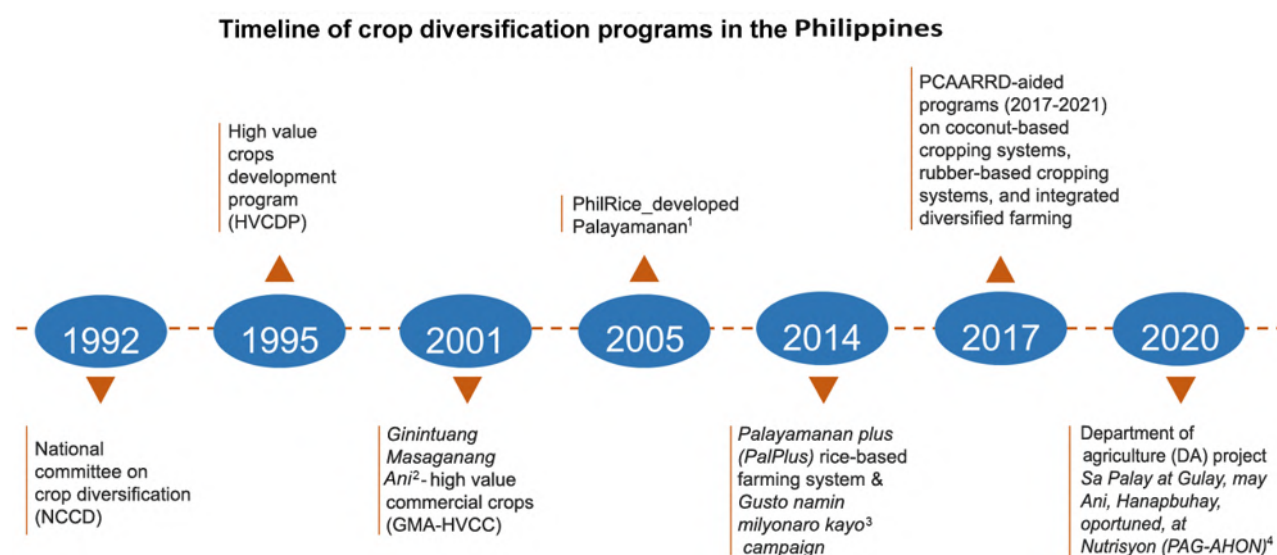 Timeline of crop diversification programs in the Philippines
High value
crops
development
program
(HVCDP)
PhilRice_developed
Palayamanan¹
PCAARRD-aided
programs (2017-2021)
on coconut-based
cropping systems,
rubber-based cropping
systems, and integrated
diversified farming
1992
1995
2001
2005
2014
2017
2020
National
committee on
crop diversification
(NCCD)
Ginintuang
Masaganang
Ani²- high value
commercial crops
(GMA-HVCC)
Palayamanan plus
(PalPlus) rice-based
farming system &
Gusto namin
milyonaro kayo³
campaign
Department of
agriculture (DA) project
Sa Palay at Gulay, may
Ani, Hanapbuhay,
oportuned, at
Nutrisyon (PAG-AHON)⁴